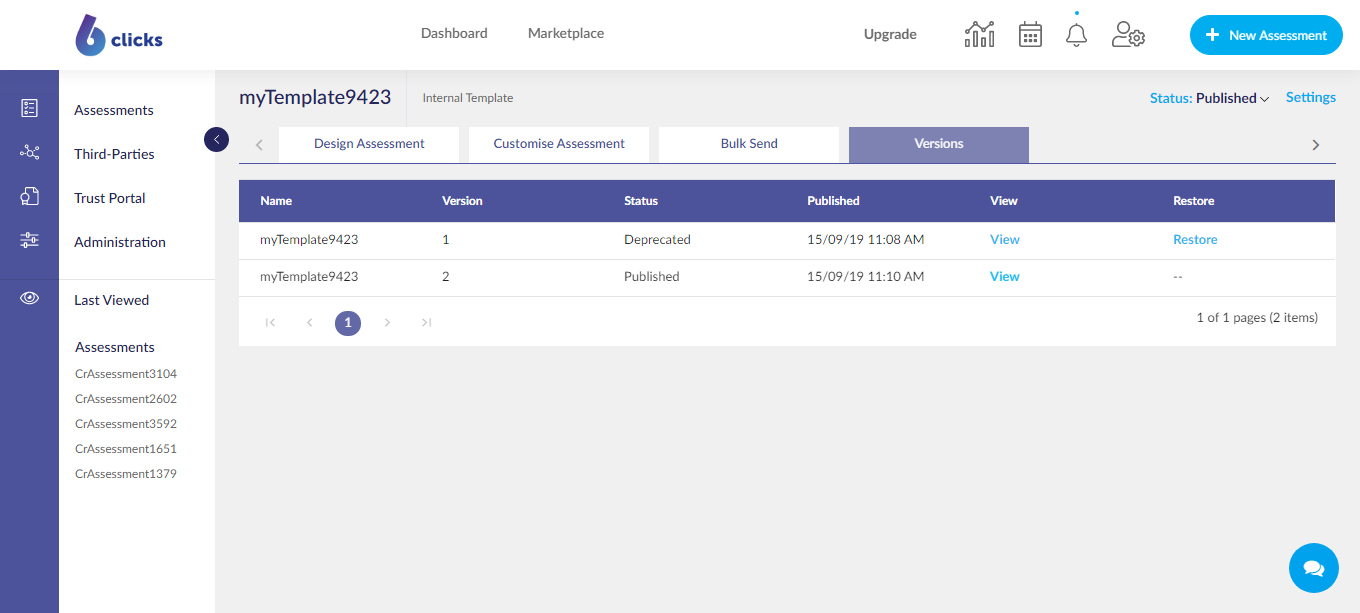 6clicks
Dashboard
Marketplace
Upgrade
+ New Assessment
Assessments
Third-Parties
Trust Portal
Administration
Last Viewed
Assessments
CrAssessment3104
CrAssessment2602
CrAssessment3592
CrAssessment1651
CrAssessment1379
myTemplate9423 Internal Template
Status: Published Settings
Design Assessment Customise Assessment Bulk Send Versions
Name Version Status Published View Restore
myTemplate9423 1 Deprecated 15/09/19 11:08 AM View Restore
myTemplate9423 2 Published 15/09/19 11:10 AM View --
1
1 of 1 pages (2 items)